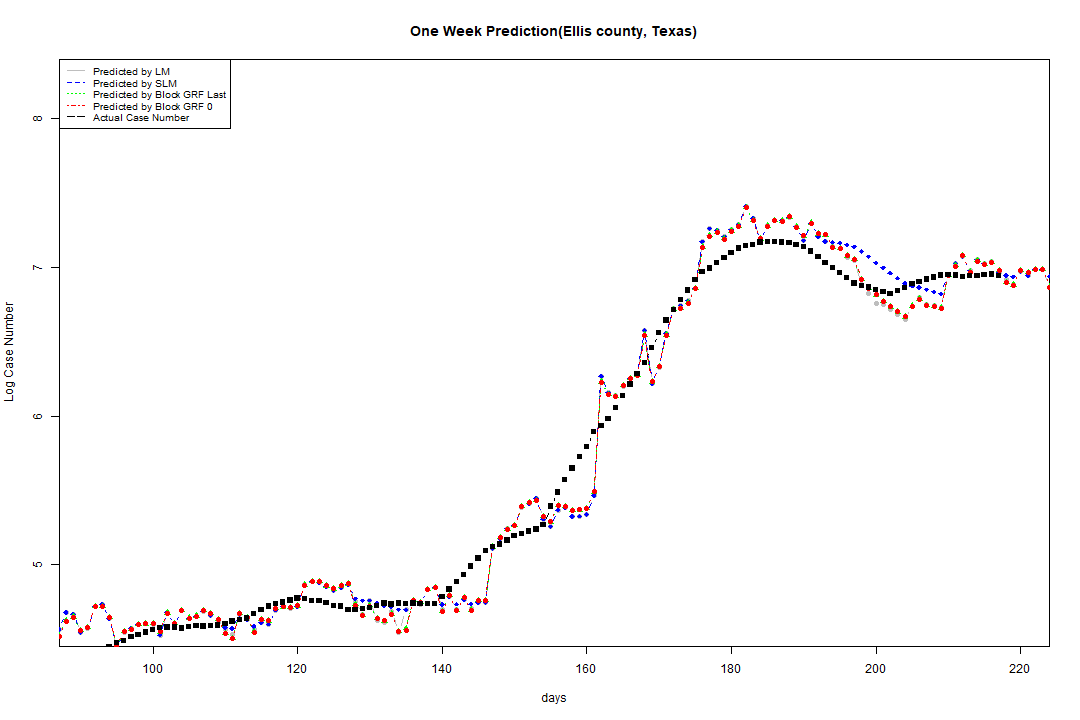 One Week Prediction(Ellis county, Texas)
Predicted by LM
Predicted by SLM
Predicted by Block GRF Last
Predicted by Block GRF 0
Actual Case Number
8
7
6
5
Log Case Number
100
120
140
160
180
200
220
days